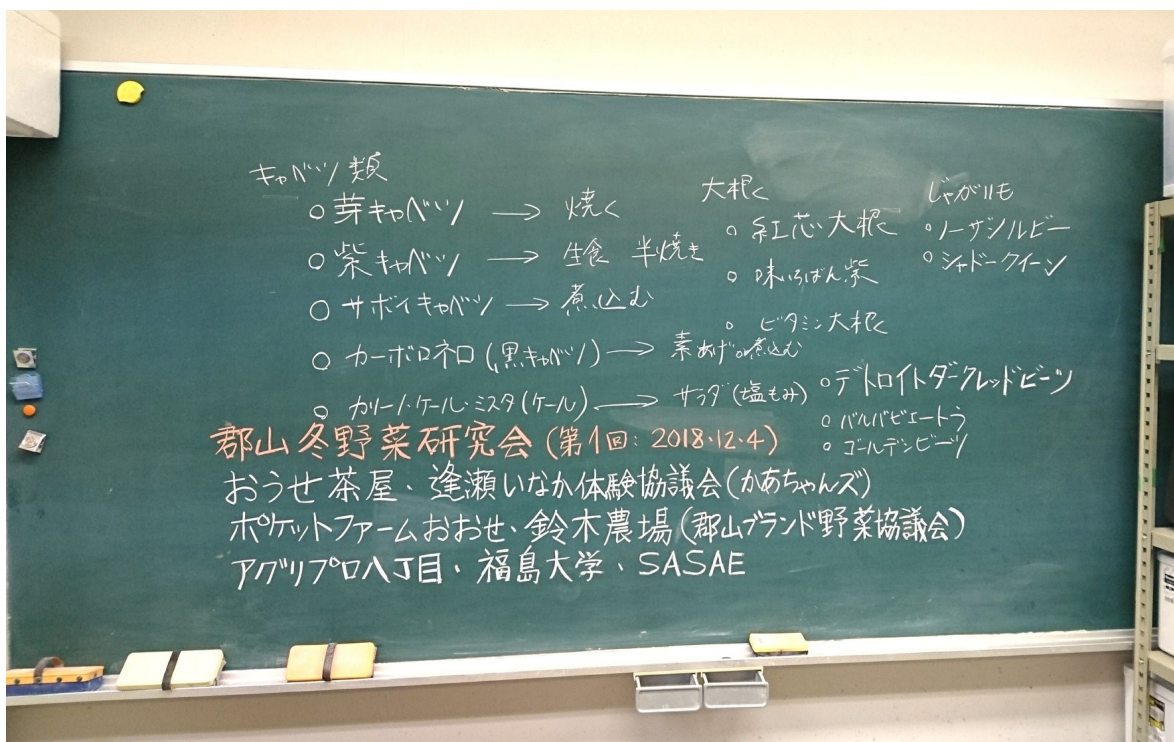 キャベツ類
○芽キャベツ → 焼く
○紫キャベツ → 生食 半焼き
○サボイキャベツ → 煮込む
○カーボロネロ(黒キャベツ) → 素あげor煮込む
○カリーノ・ケール・ミスタ(ケール) → サラダ(塩もみ)
大根く
○紅芯大根
○味いちばん紫
○ビタミン大根
じゃがいも
○ノーザンルビー
○シャドークイーン
○デトロイトダークレッドビーツ
○バルバビエートラ
○ゴールデンビーツ
郡山冬野菜研究会(第1回:2018.12.4)
おうせ茶屋・逢瀬いなか体験協議会(かあちゃんズ)
ポケットファームおおせ・鈴木農場(郡山ブランド野菜協議会)
アグリプロ八丁目・福島大学・SASAE